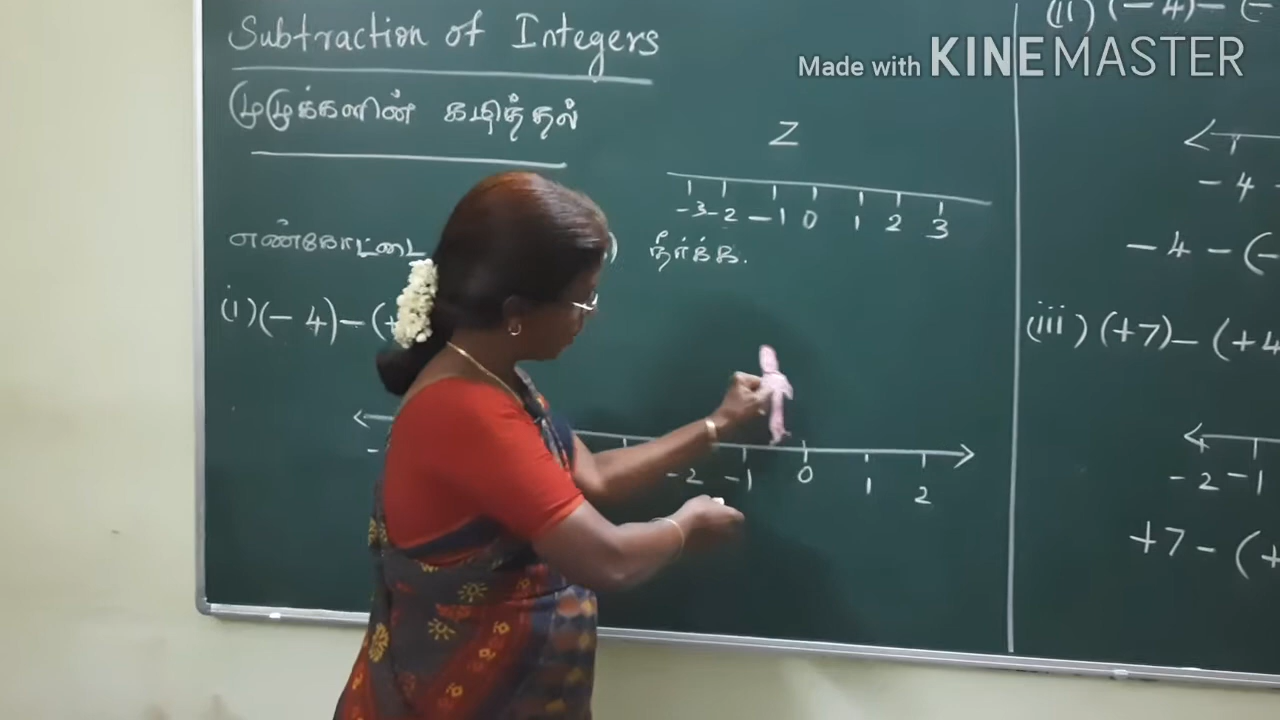 Subtraction of Integers
முழுக்களின் கழித்தல்
Z
-3 -2 -1 0 1 2 3
எண்கோட்டை
) தீர்க்க.
(i) (- 4) - (+
-2 -1 0 1 2
(ii) (- 4) - (-
- 4
- 4 - (-
(iii) (+7) - (+4
- 2 - 1
+7 - (+
Made with KINEMASTER